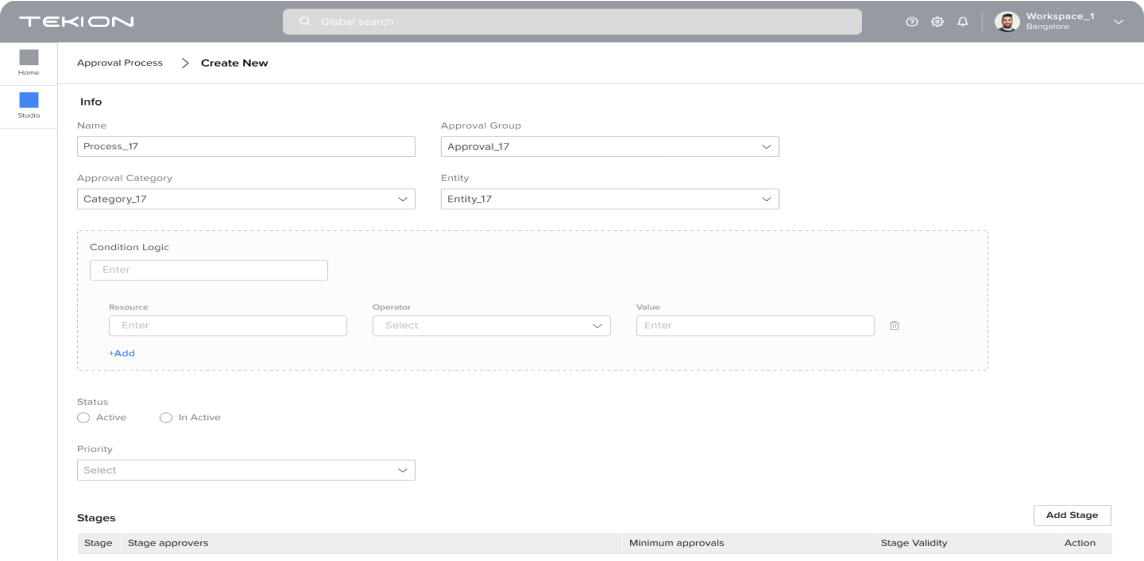 TEKION
Global search
Workspace_1
Bangalore
Home
Studio
Approval Process > Create New
Info
Name
Approval Group
Process_17
Approval_17
Approval Category
Entity
Category_17
Entity_17
Condition Logic
Enter
Resource
Operator
Value
Enter
Select
Enter
+Add
Status
Active
In Active
Priority
Select
Stages
Add Stage
Stage
Stage approvers
Minimum approvals
Stage Validity
Action